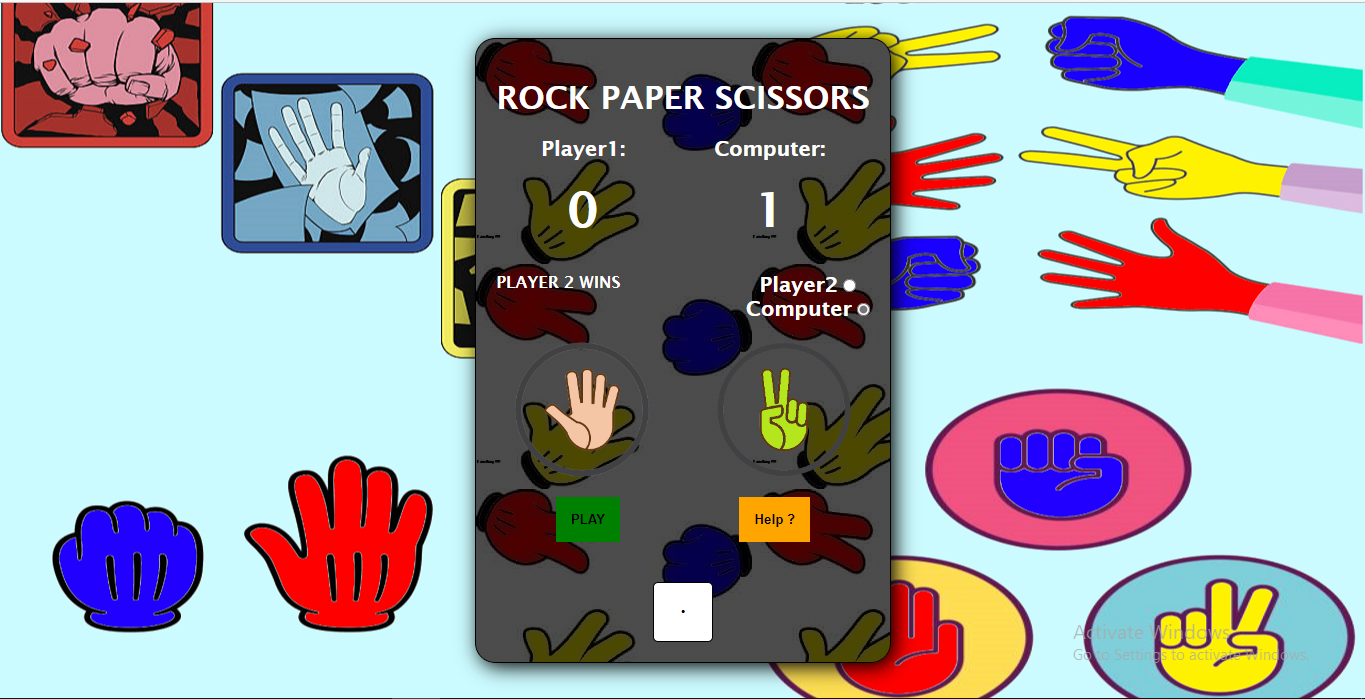 ROCK PAPER SCISSORS
Player1:
Computer:
0
1
PLAYER 2 WINS
Player2
Computer
PLAY
Help ?
Activate Windows
Go to Settings to activate Windows.